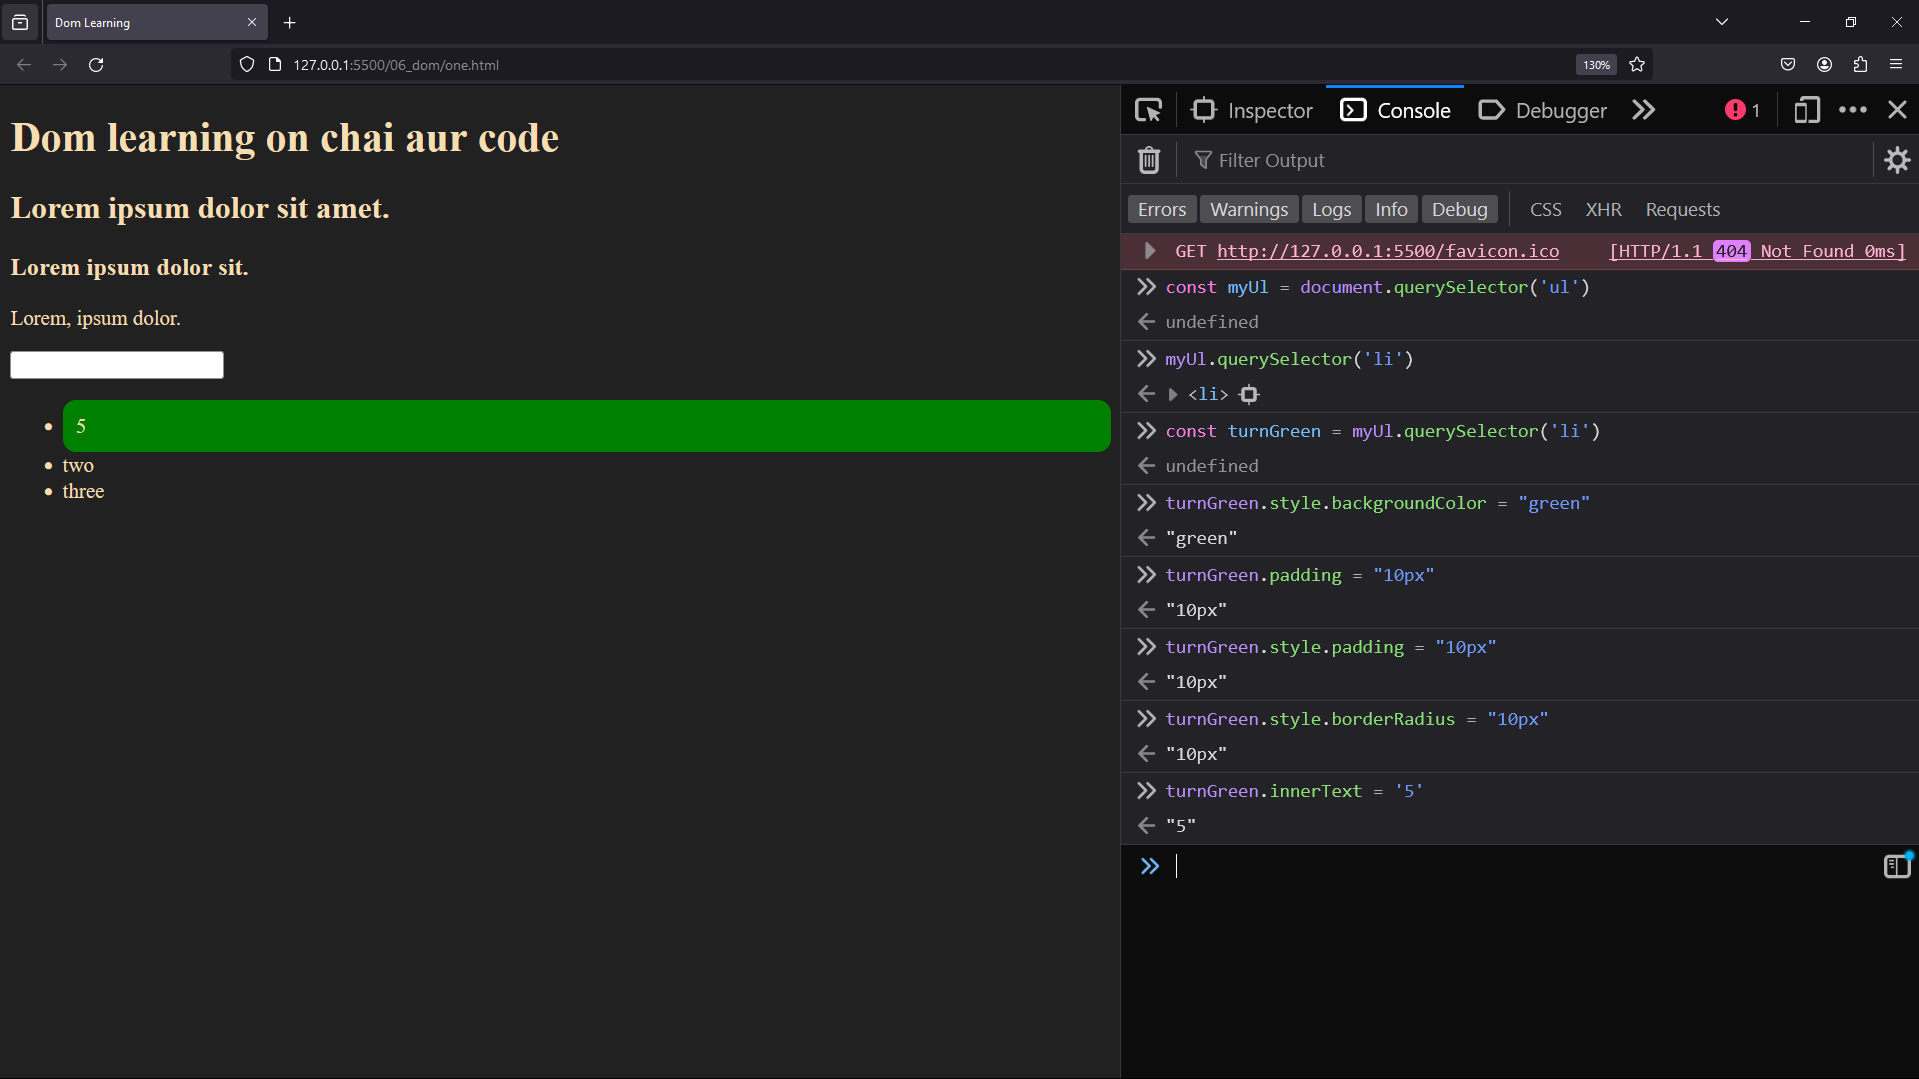 Dom Learning
127.0.0.1:5500/06_dom/one.html
130%
Dom learning on chai aur code
Lorem ipsum dolor sit amet.
Lorem ipsum dolor sit.
Lorem, ipsum dolor.
5
two
three
Inspector Console Debugger 1
Filter Output
Errors Warnings Logs Info Debug CSS XHR Requests
GET http://127.0.0.1:5500/favicon.ico [HTTP/1.1 404 Not Found 0ms]
const myUl = document.querySelector('ul')
undefined
myUl.querySelector('li')
<li>
const turnGreen = myUl.querySelector('li')
undefined
turnGreen.style.backgroundColor = "green"
"green"
turnGreen.padding = "10px"
"10px"
turnGreen.style.padding = "10px"
"10px"
turnGreen.style.borderRadius = "10px"
"10px"
turnGreen.innerText = '5'
"5"